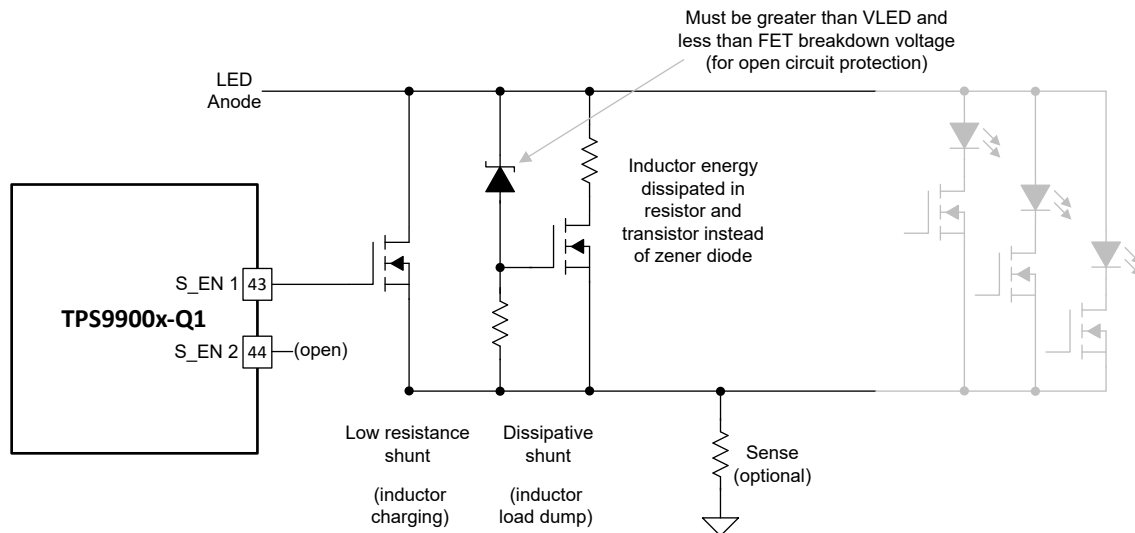 Must be greater than VLED and
less than FET breakdown voltage
(for open circuit protection)
LED
Anode
Inductor energy
dissipated in
resistor and
transistor instead
of zener diode
S_EN 1
43
TPS9900x-Q1
S_EN 2
44
(open)
Low resistance
shunt
(inductor
charging)
Dissipative
shunt
(inductor
load dump)
Sense
(optional)